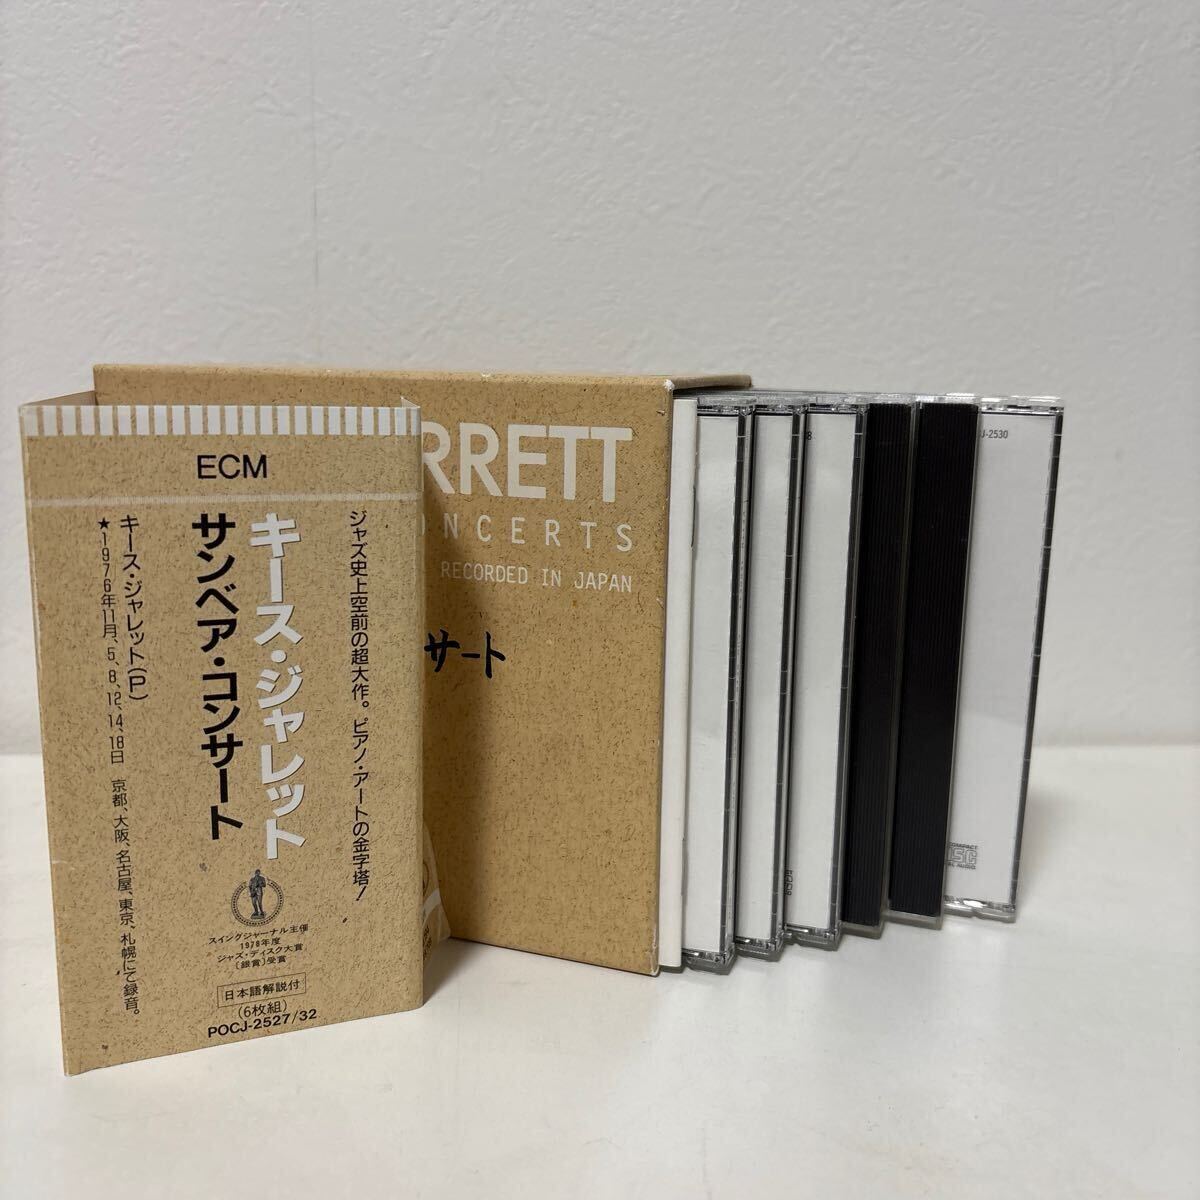 ECM
ジャズ史上空前の超大作。ピアノ・アートの金字塔!
キース・ジャレット
サンベア・コンサート
キース・ジャレット(P)
★1976年11月、5、8、12、14、18日 京都、大阪、名古屋、東京、札幌にて録音。
スイングジャーナル主催
1978年度
ジャズ・ディスク大賞
〔銀賞〕受賞
日本語解説付
(6枚組)
POCJ-2527/32
RRETT
ONCERTS
RECORDED IN JAPAN
サート
J-2530
COMPACT